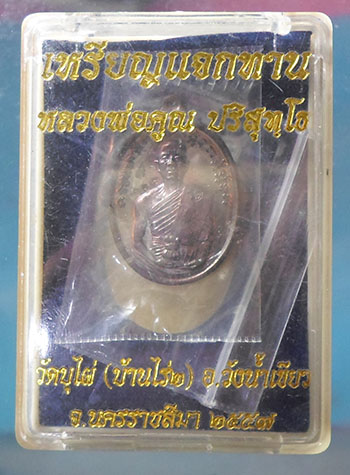 เหรียญแจกทาน
หลวงพ่อคูณ ปริสุทฺโธ
วัดบุไผ่ (บ้านไร่๒) อ.วังน้ำเขียว
จ.นครราชสีมา ๒๕๕๗